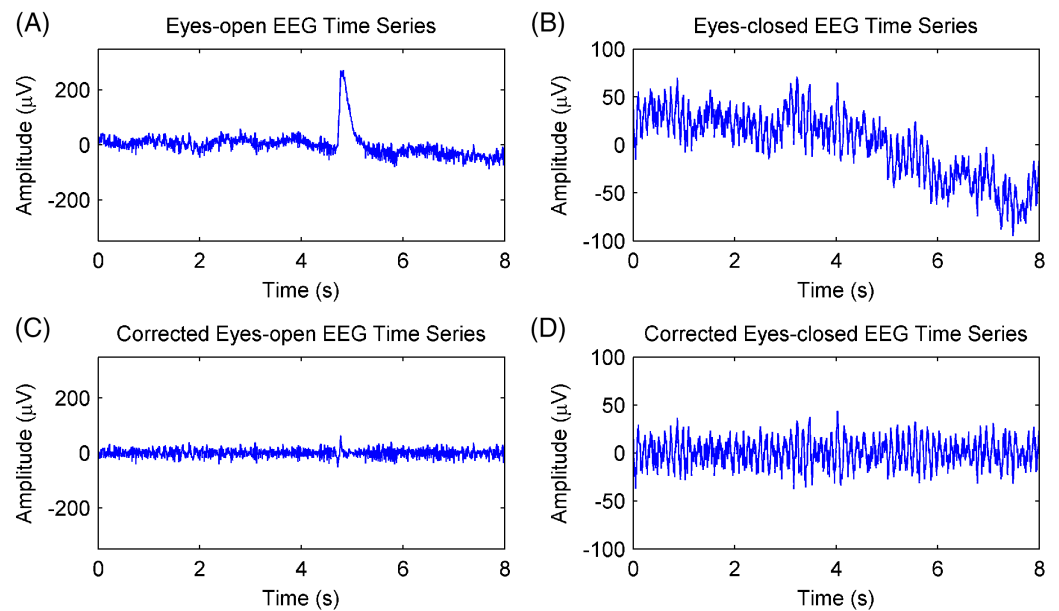 (A)
Eyes-open EEG Time Series
Amplitude (μV)
200
0
-200
0 2 4 6 8
Time (s)
(B)
Eyes-closed EEG Time Series
Amplitude (μV)
100
50
0
-50
-100
0 2 4 6 8
Time (s)
(C)
Corrected Eyes-open EEG Time Series
Amplitude (μV)
200
0
-200
0 2 4 6 8
Time (s)
(D)
Corrected Eyes-closed EEG Time Series
Amplitude (μV)
100
50
0
-50
-100
0 2 4 6 8
Time (s)